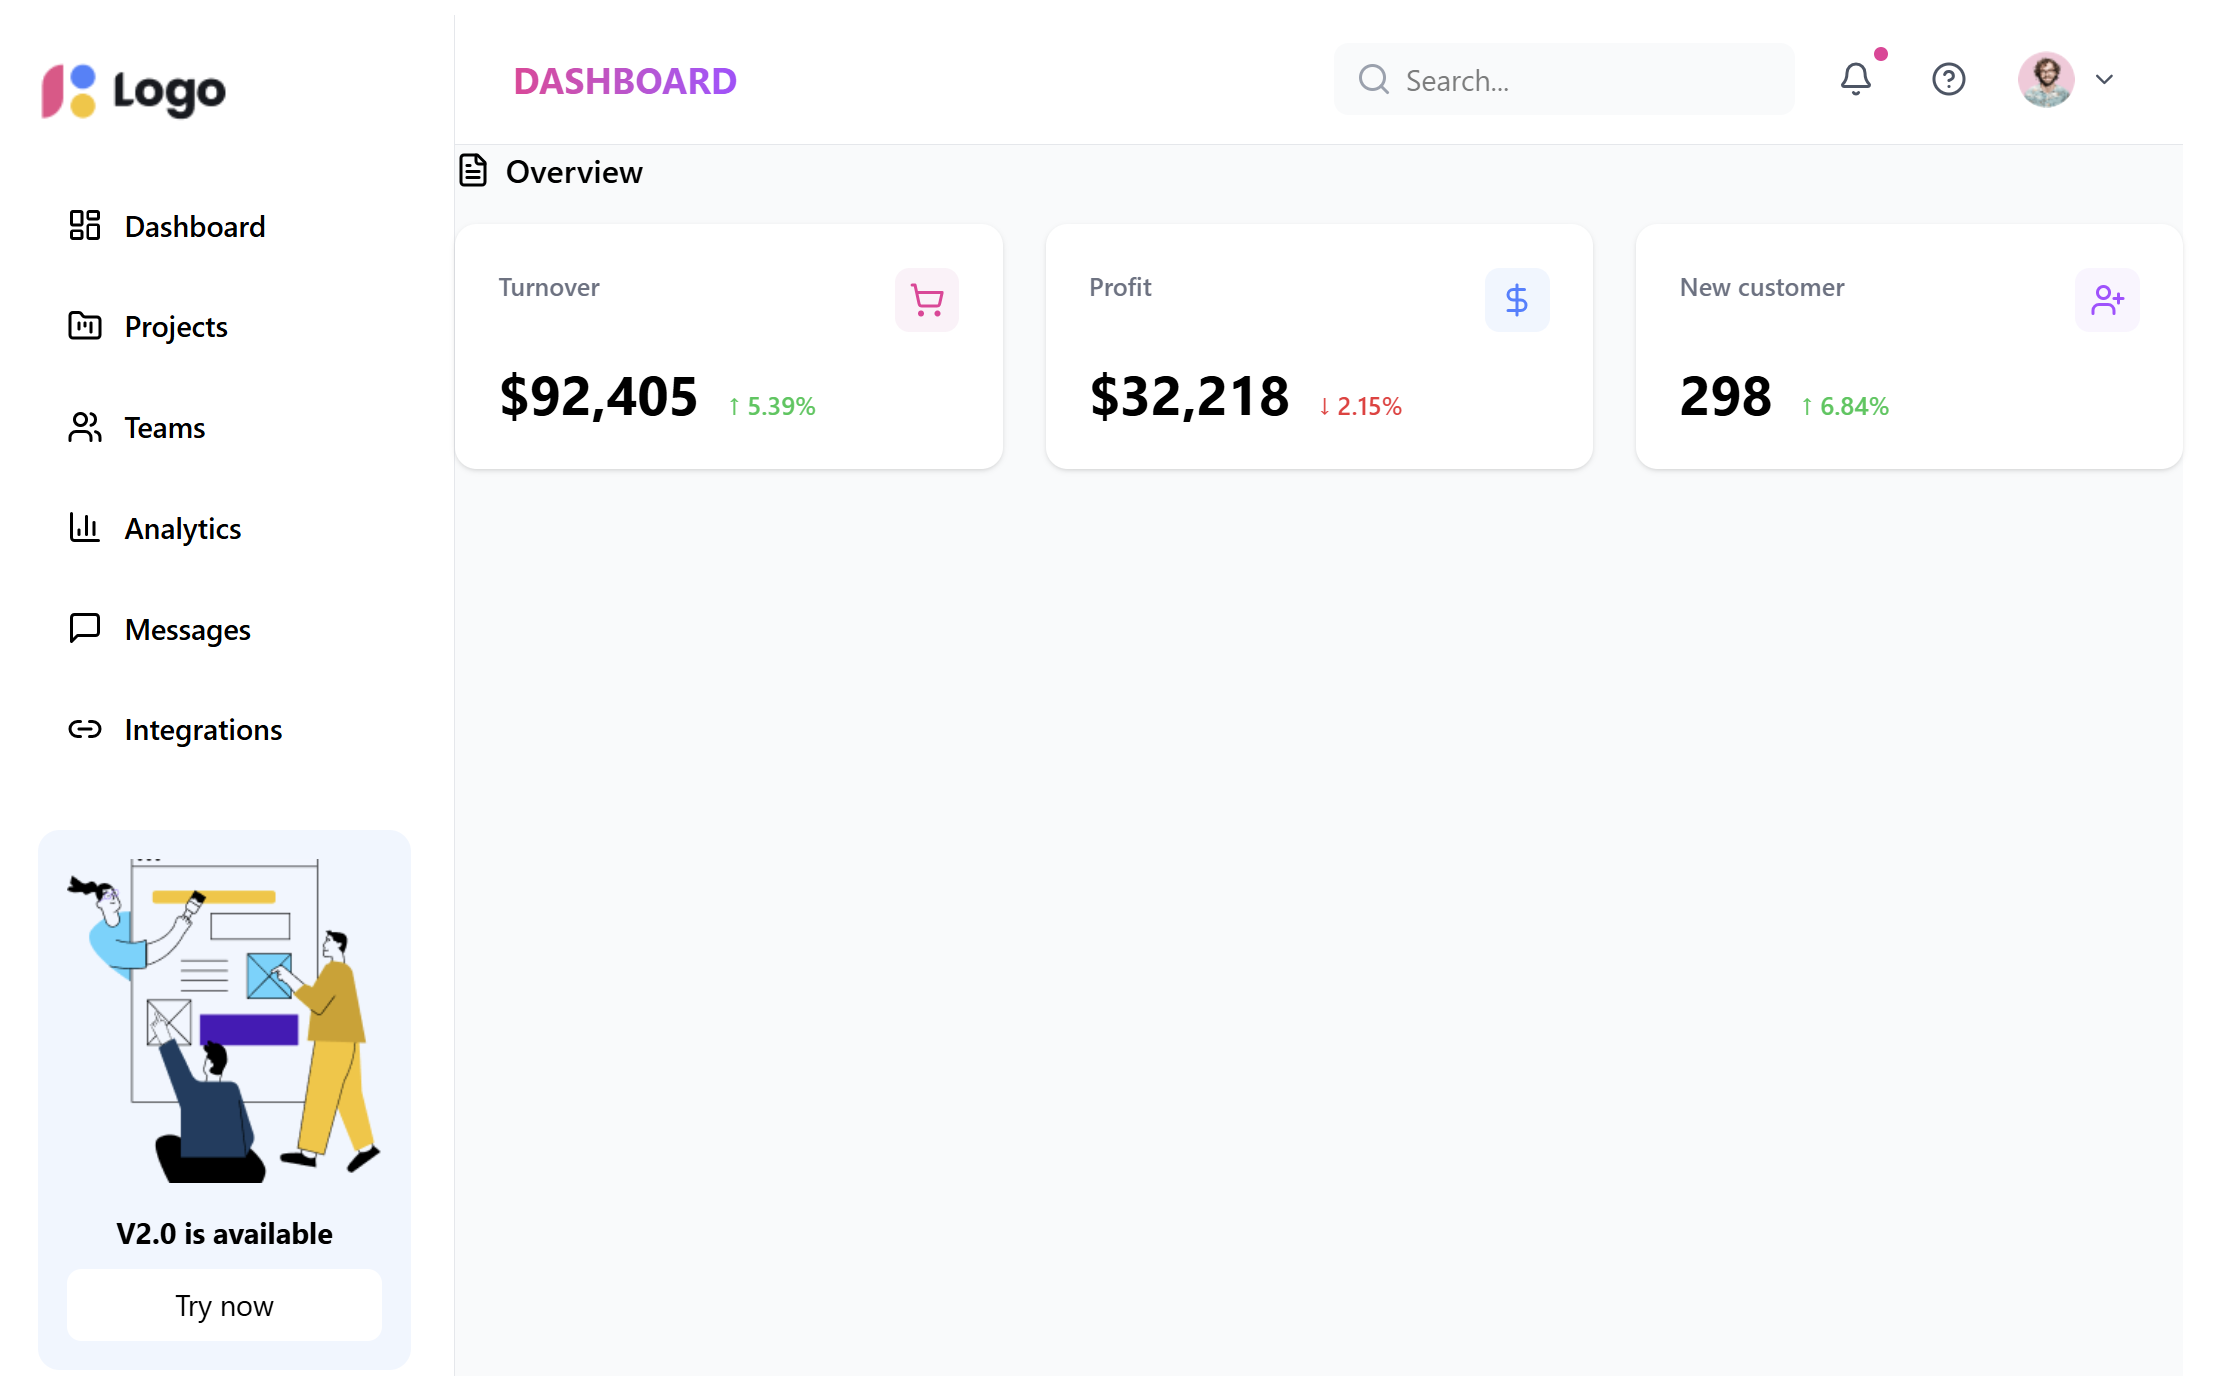 Logo
DASHBOARD
Search...
Overview
Dashboard
Projects
Teams
Analytics
Messages
Integrations
Turnover
$92,405 ↑ 5.39%
Profit
$32,218 ↓ 2.15%
New customer
298 ↑ 6.84%
V2.0 is available
Try now